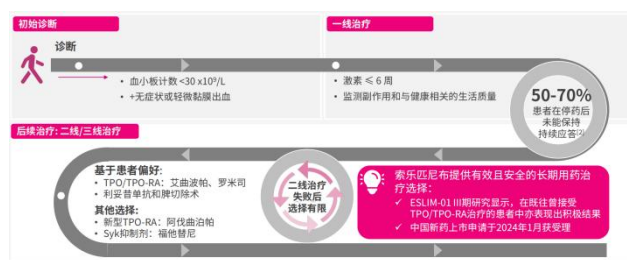 初始诊断
一线治疗
诊断
• 血小板计数 <30 x10⁹/L
• +无症状或轻微黏膜出血
• 激素 ≤ 6 周
• 监测副作用和与健康相关的生活质量
50-70%
患者在停药后
未能保持
持续应答[2]
后续治疗: 二线/三线治疗
基于患者偏好:
• TPO/TPO-RA: 艾曲波帕、罗米司
• 利妥昔单抗和脾切除术
其他选择:
• 新型TPO-RA: 阿伐曲泊帕
• Syk抑制剂: 福他替尼
二线治疗
失败后
选择有限
索乐匹尼布提供有效且安全的长期用药治
疗选择:
✓ ESLIM-01 III期研究显示，在既往曾接受
TPO/TPO-RA治疗的患者中亦表现出积极结果
✓ 中国新药上市申请于2024年1月获受理